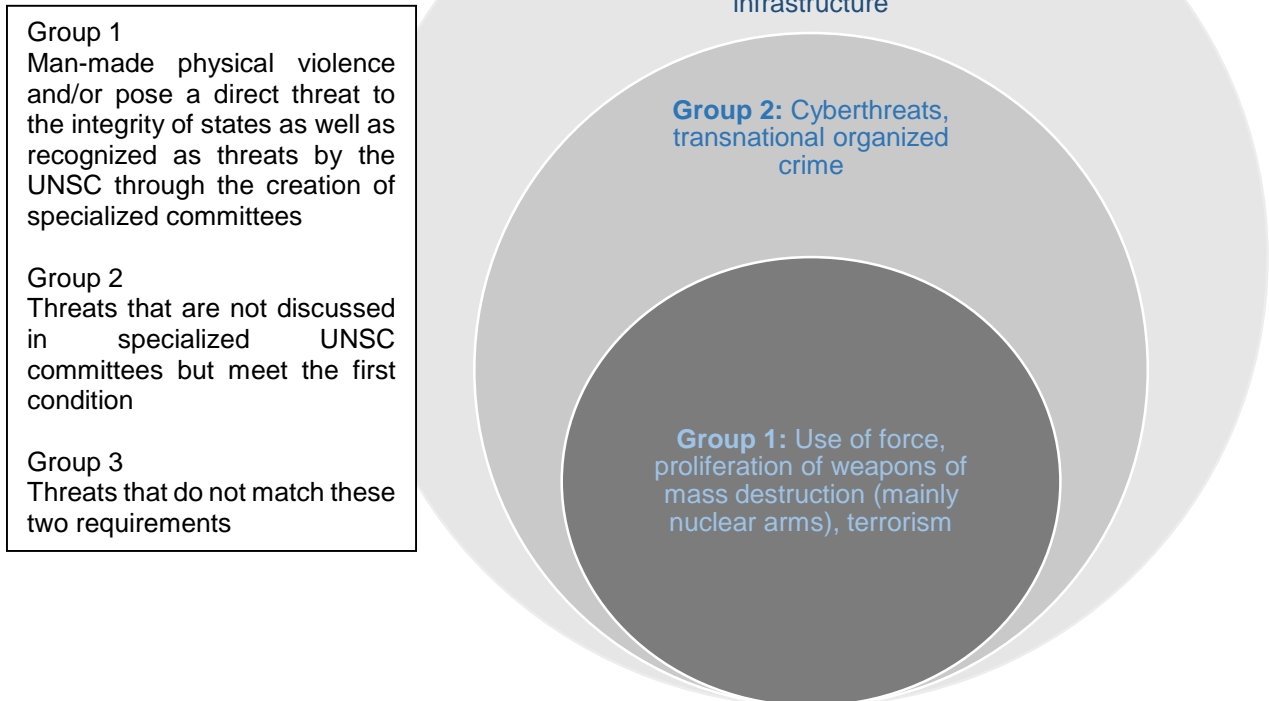 infrastructure
Group 1
Man-made physical violence
and/or pose a direct threat to
the integrity of states as well as
recognized as threats by the
UNSC through the creation of
specialized committees
Group 2
Threats that are not discussed
in specialized UNSC
committees but meet the first
condition
Group 3
Threats that do not match these
two requirements
Group 2: Cyberthreats,
transnational organized
crime
Group 1: Use of force,
proliferation of weapons of
mass destruction (mainly
nuclear arms), terrorism